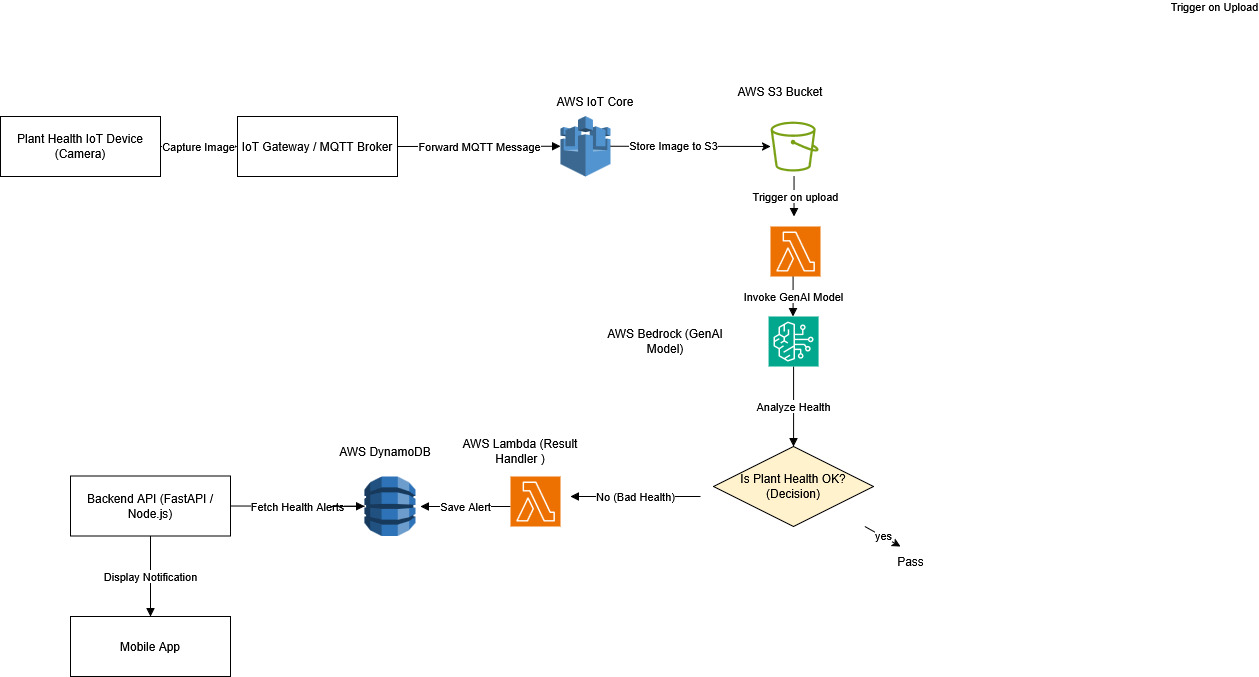 Trigger on Upload
AWS S3 Bucket
AWS IoT Core
Plant Health IoT Device
(Camera)
Capture Image
IoT Gateway / MQTT Broker
Forward MQTT Message
Store Image to S3
Trigger on upload
Invoke GenAI Model
AWS Bedrock (GenAI
Model)
Analyze Health
Is Plant Health OK?
(Decision)
No (Bad Health)
yes
Pass
AWS Lambda (Result
Handler )
Save Alert
AWS DynamoDB
Fetch Health Alerts
Backend API (FastAPI /
Node.js)
Display Notification
Mobile App